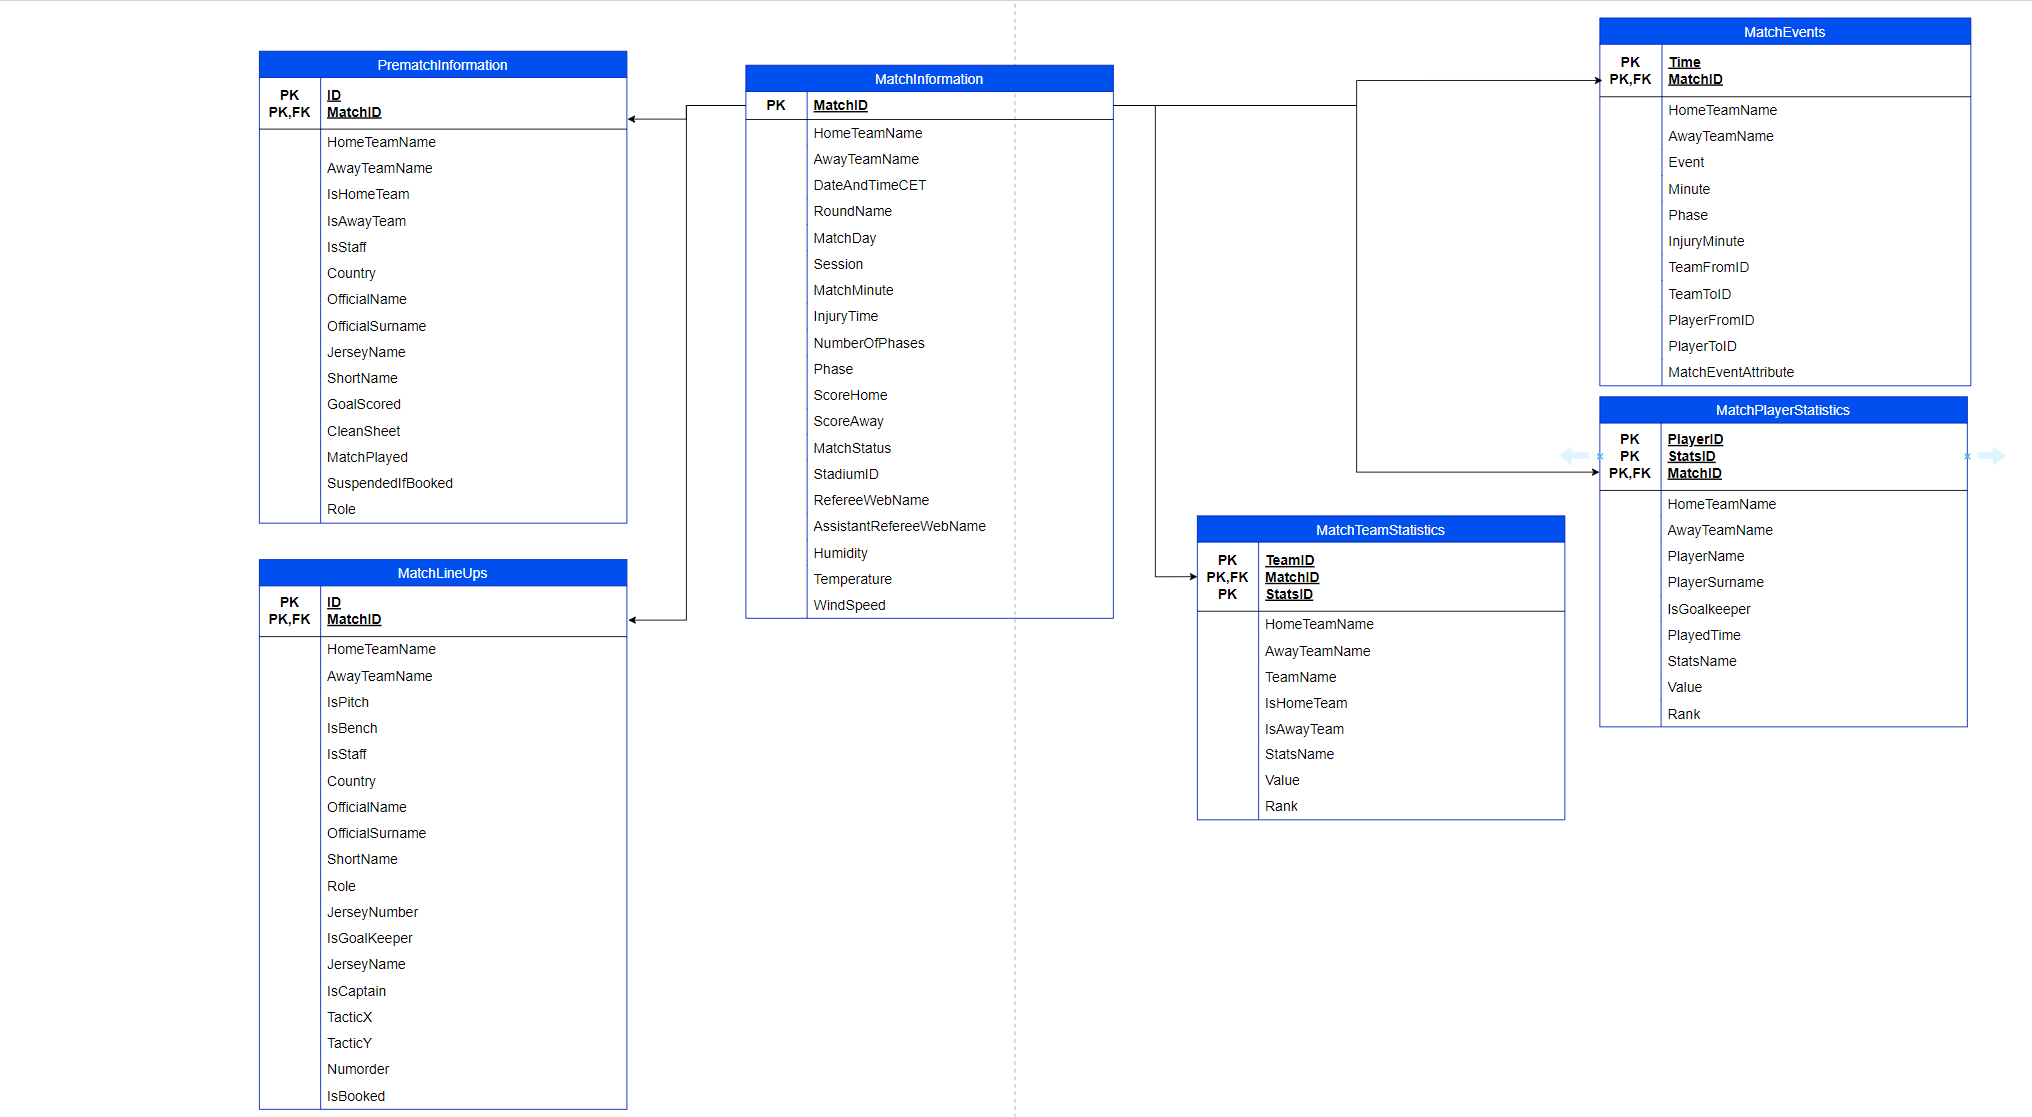 PrematchInformation
PK ID
PK,FK MatchID
HomeTeamName
AwayTeamName
IsHomeTeam
IsAwayTeam
IsStaff
Country
OfficialName
OfficialSurname
JerseyName
ShortName
GoalScored
CleanSheet
MatchPlayed
SuspendedIfBooked
Role
MatchLineUps
PK ID
PK,FK MatchID
HomeTeamName
AwayTeamName
IsPitch
IsBench
IsStaff
Country
OfficialName
OfficialSurname
ShortName
Role
JerseyNumber
IsGoalKeeper
JerseyName
IsCaptain
TacticX
TacticY
Numorder
IsBooked
MatchInformation
PK MatchID
HomeTeamName
AwayTeamName
DateAndTimeCET
RoundName
MatchDay
Session
MatchMinute
InjuryTime
NumberOfPhases
Phase
ScoreHome
ScoreAway
MatchStatus
StadiumID
RefereeWebName
AssistantRefereeWebName
Humidity
Temperature
WindSpeed
MatchTeamStatistics
PK TeamID
PK,FK MatchID
PK StatsID
HomeTeamName
AwayTeamName
TeamName
IsHomeTeam
IsAwayTeam
StatsName
Value
Rank
MatchEvents
PK Time
PK,FK MatchID
HomeTeamName
AwayTeamName
Event
Minute
Phase
InjuryMinute
TeamFromID
TeamToID
PlayerFromID
PlayerToID
MatchEventAttribute
MatchPlayerStatistics
PK PlayerID
PK StatsID
PK,FK MatchID
HomeTeamName
AwayTeamName
PlayerName
PlayerSurname
IsGoalkeeper
PlayedTime
StatsName
Value
Rank